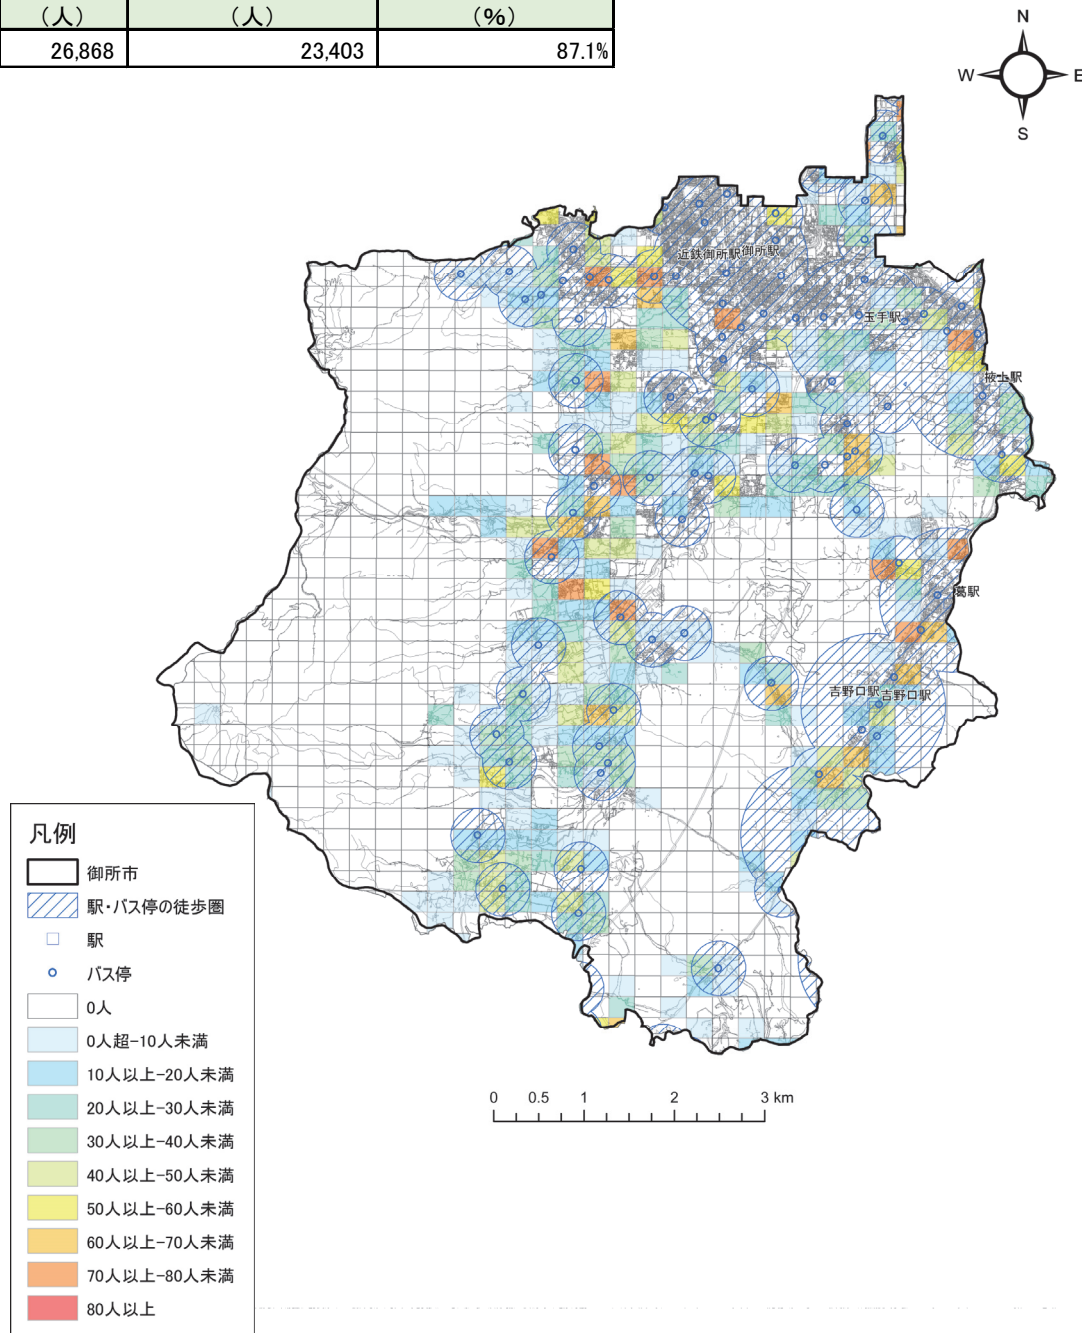 （人）
（人）
（%）
26,868
23,403
87.1%
N
W
E
S
近鉄御所駅
御所駅
玉手駅
掖上駅
葛駅
吉野口駅
吉野口駅
凡例
御所市
駅・バス停の徒歩圏
駅
バス停
0人
0人超-10人未満
10人以上-20人未満
20人以上-30人未満
30人以上-40人未満
40人以上-50人未満
50人以上-60人未満
60人以上-70人未満
70人以上-80人未満
80人以上
0 0.5 1 2 3 km